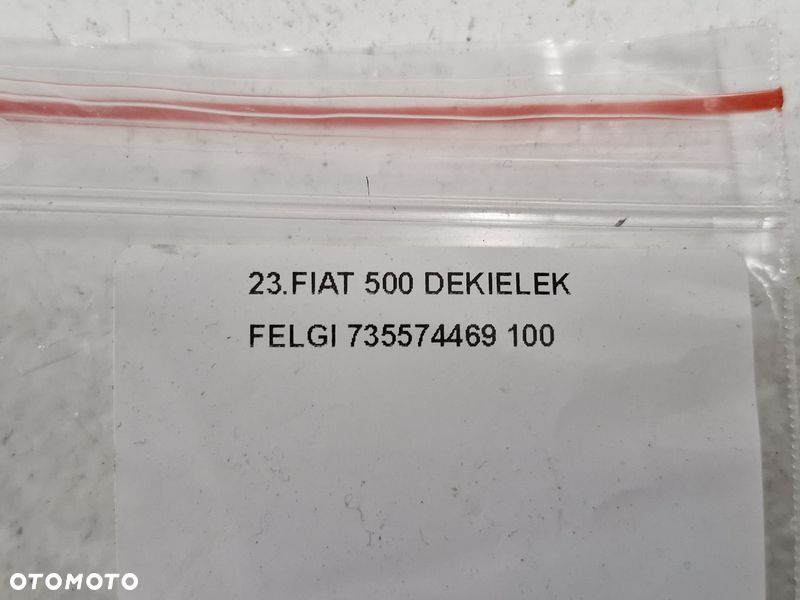 23.FIAT 500 DEKIELEK
FELGI 735574469 100
OTOMOTO